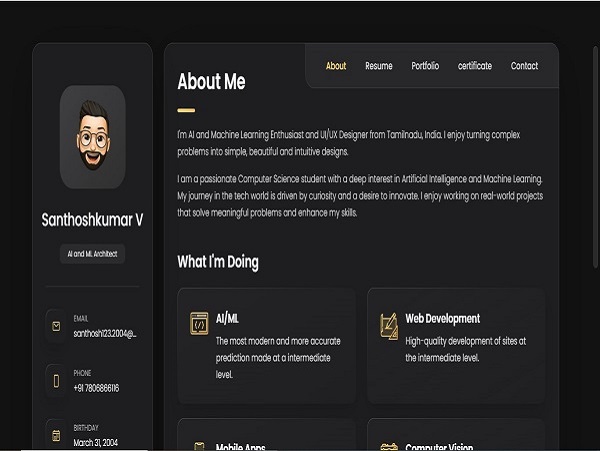 About
Resume
Portfolio
certificate
Contact
About Me
I'm AI and Machine Learning Enthusiast and UI/UX Designer from Tamilnadu, India. I enjoy turning complex
problems into simple, beautiful and intuitive designs.
I am a passionate Computer Science student with a deep interest in Artificial Intelligence and Machine Learning.
My journey in the tech world is driven by curiosity and a desire to innovate. I enjoy working on real-world projects
that solve meaningful problems and enhance my skills.
Santhoshkumar V
AI and ML Architect
EMAIL
santhosh123.2004@...
PHONE
+91 7806866116
BIRTHDAY
March 31, 2004
What I'm Doing
AI/ML
The most modern and more accurate
prediction made at a intermediate
level.
Web Development
High-quality development of sites at
the intermediate level.
Mobile Apps
Computer Vision